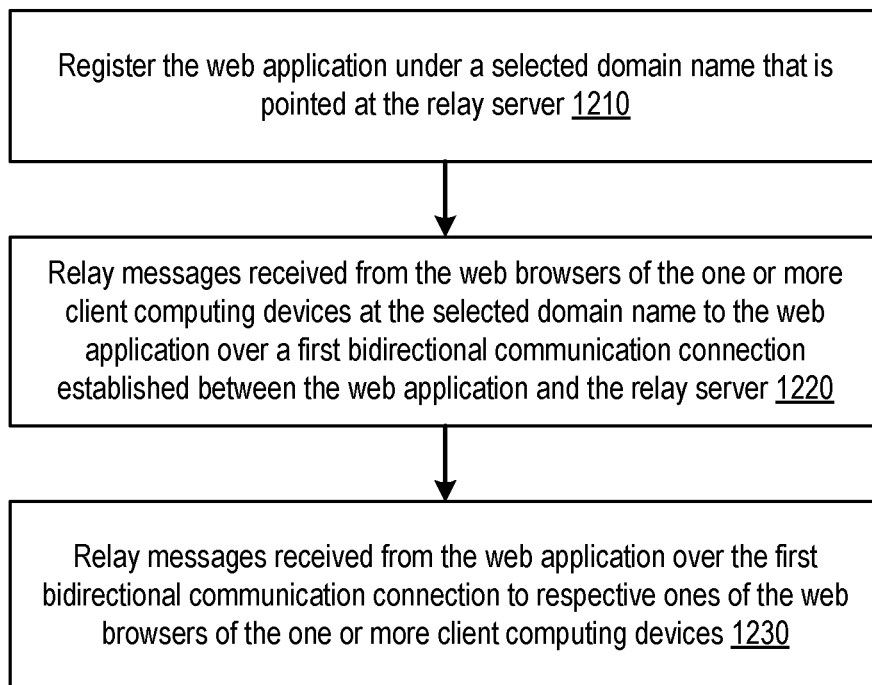 Register the web application under a selected domain name that is
pointed at the relay server 1210
Relay messages received from the web browsers of the one or more
client computing devices at the selected domain name to the web
application over a first bidirectional communication connection
established between the web application and the relay server 1220
Relay messages received from the web application over the first
bidirectional communication connection to respective ones of the web
browsers of the one or more client computing devices 1230